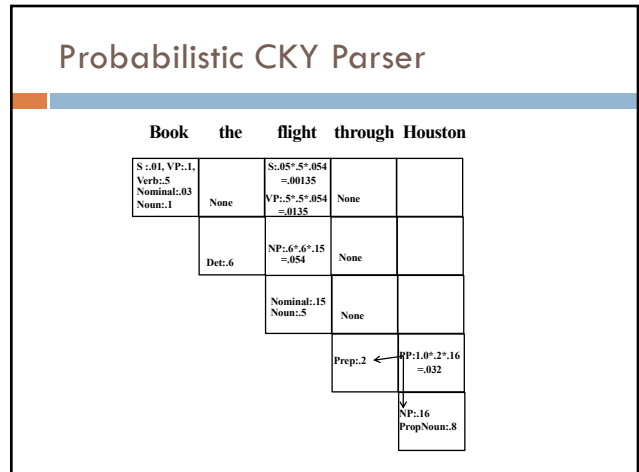 Probabilistic CKY Parser
Book the flight through Houston
S :.01, VP:.1,
Verb:.5
Nominal:.03
Noun:.1
None
S:.05*.5*.054
=.00135
VP:.5*.5*.054
=.0135
None
Det:.6
NP:.6*.6*.15
=.054
None
Nominal:.15
Noun:.5
None
Prep:.2
PP:1.0*.2*.16
=.032
NP:.16
PropNoun:.8